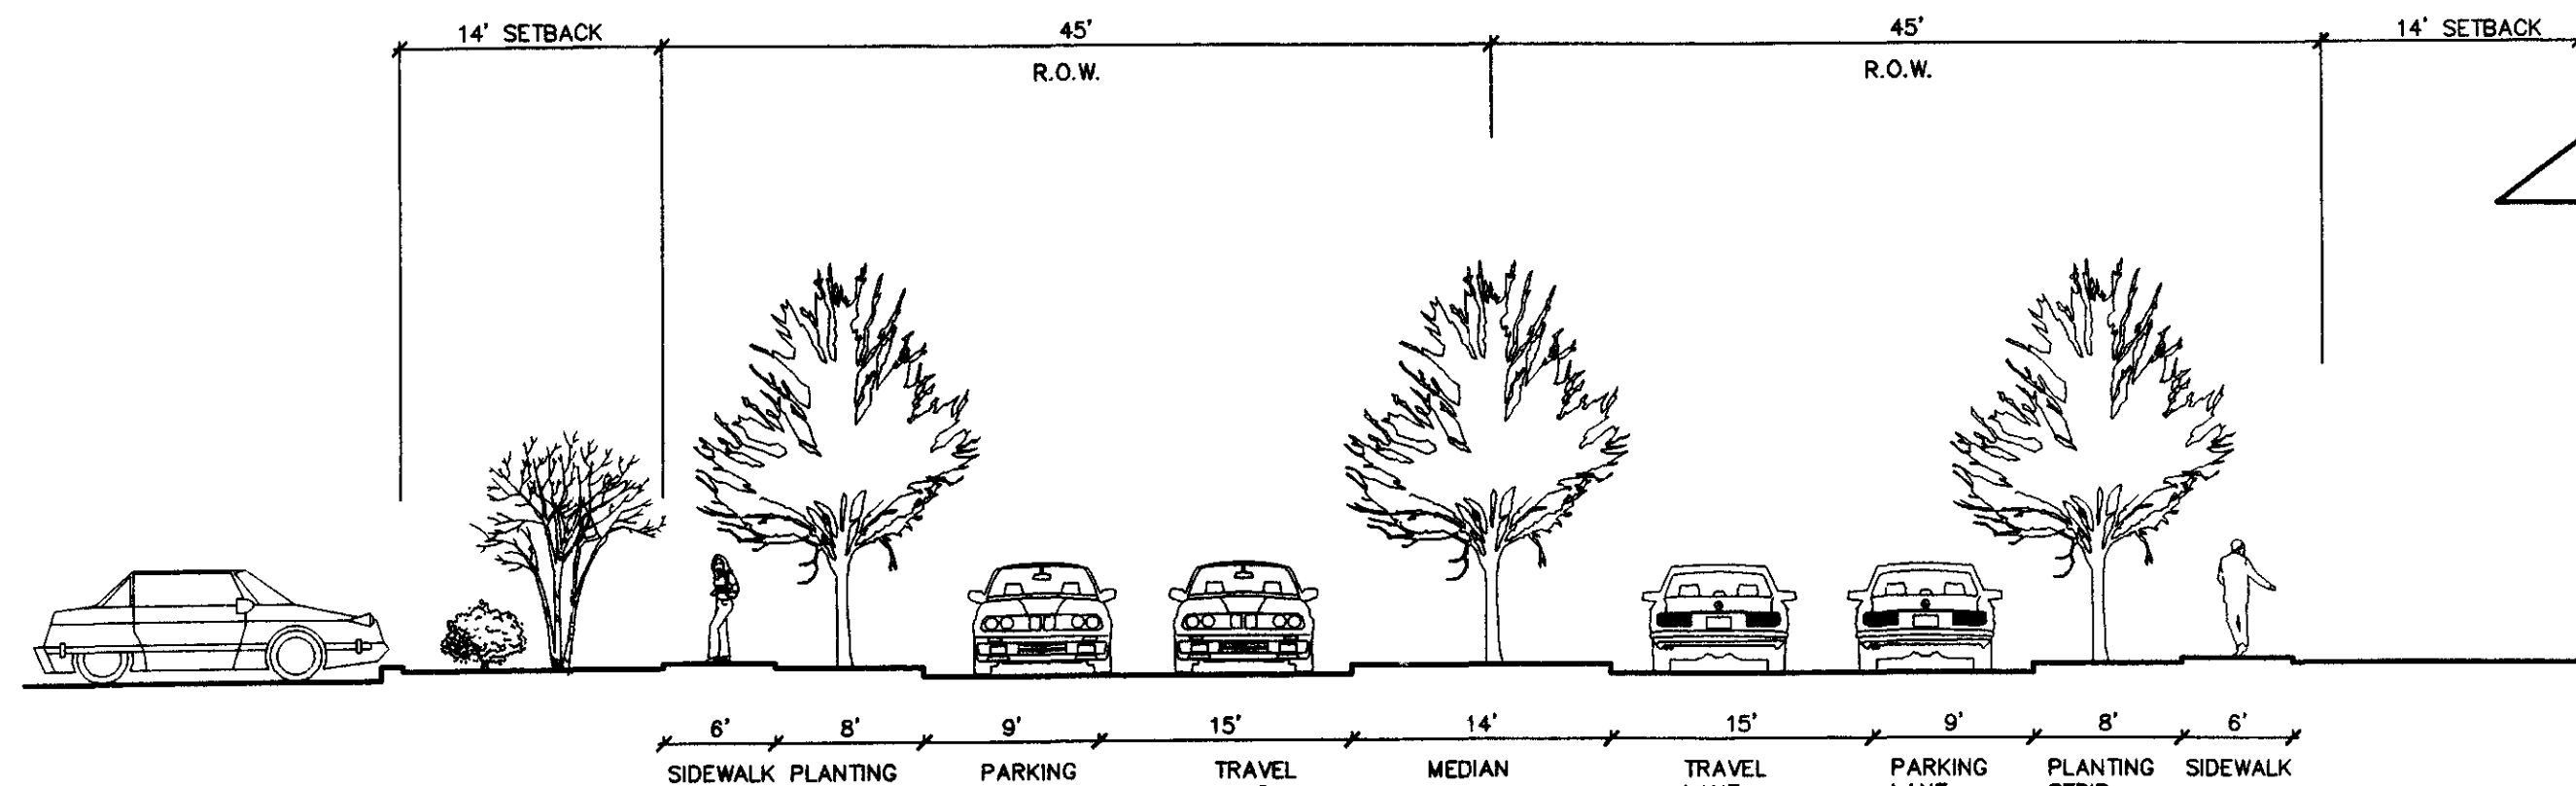 14' SETBACK 45' 45' 14' SETBACK
R.O.W. R.O.W.
6' 8' 9' 15' 14' 15' 9' 8' 6'
SIDEWALK PLANTING PARKING TRAVEL MEDIAN TRAVEL PARKING PLANTING SIDEWALK